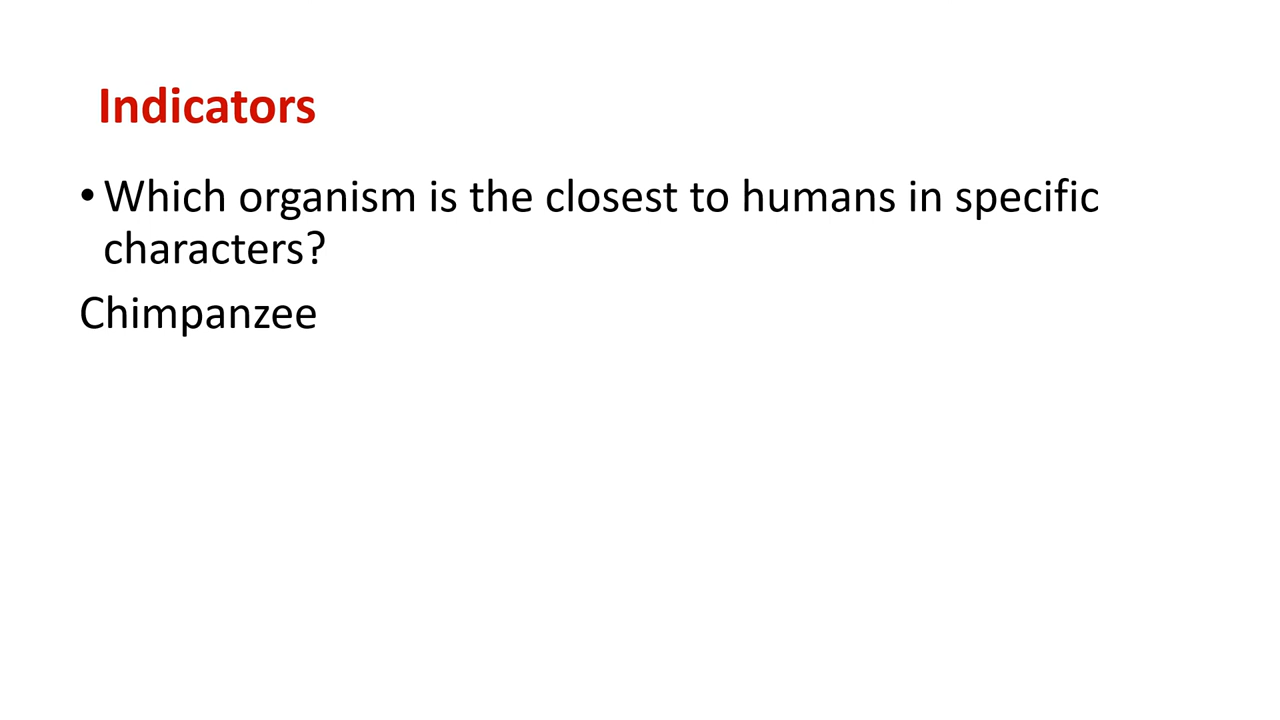 Indicators
• Which organism is the closest to humans in specific
characters?
Chimpanzee